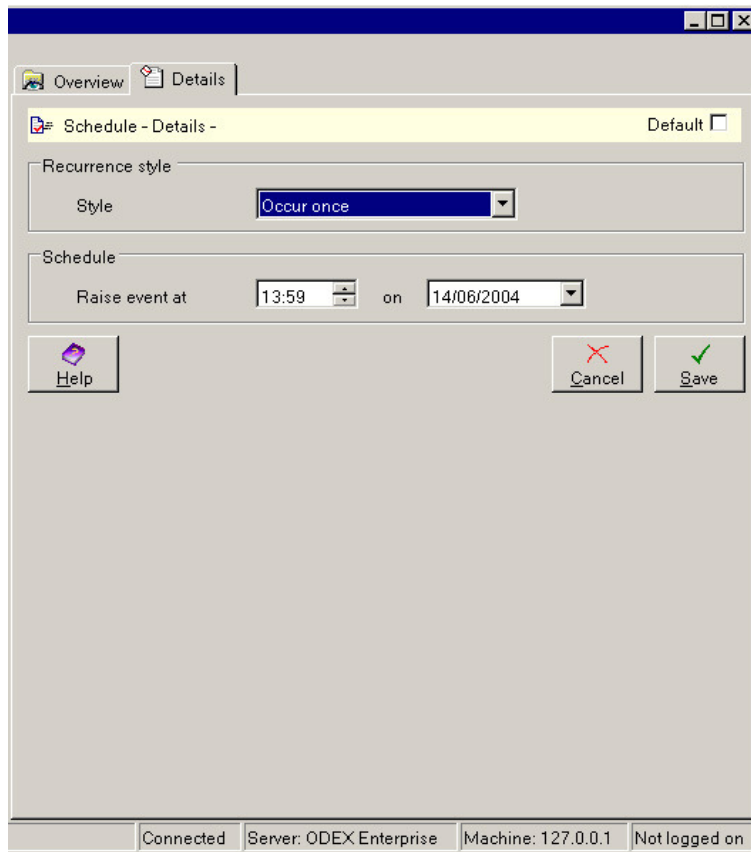 Overview Details
Schedule - Details - Default
Recurrence style
Style Occur once
Schedule
Raise event at 13:59 on 14/06/2004
Help Cancel Save
Connected Server: ODEX Enterprise Machine: 127.0.0.1 Not logged on